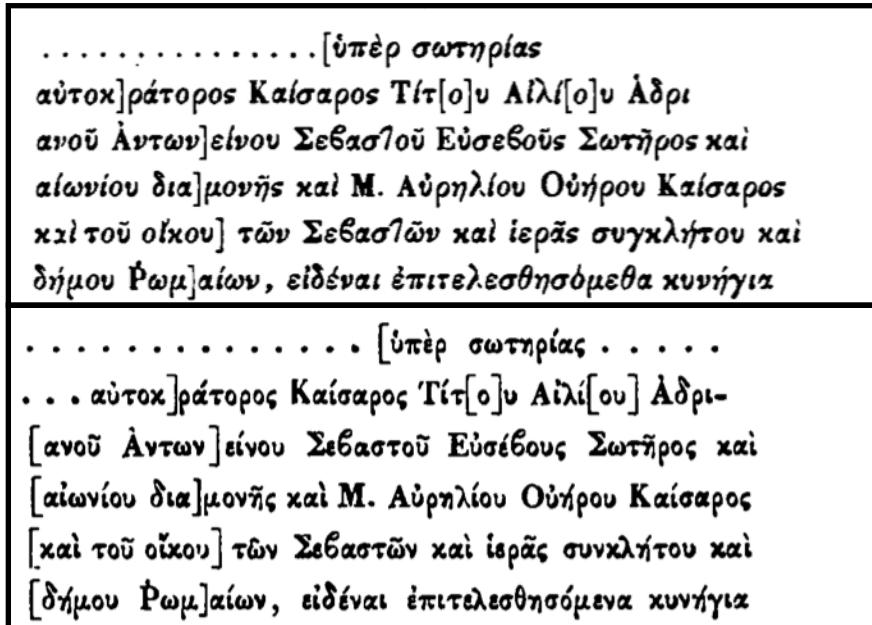 . . . . . . . . . . . . . . . [ὑπὲρ σωτηρίας
αὐτοκ]ράτορος Καίσαρος Τίτ[ο]υ Αἰλί[ο]υ Ἀδρι
ανοῦ Ἀντων]είνου Σεβαστοῦ Εὐσεβοῦς Σωτῆρος καὶ
αἰωνίου δια]μονῆς καὶ Μ. Αὐρηλίου Οὐήρου Καίσαρος
καὶ τοῦ οἴκου] τῶν Σεβαστῶν καὶ ἱερᾶς συγκλήτου καὶ
δήμου Ῥωμ]αίων, εἰδέναι ἐπιτελεσθησόμεθα κυνήγια
. . . . . . . . . . . . . . . [ὑπὲρ σωτηρίας . . . . .
. . . αὐτοκ]ράτορος Καίσαρος Τίτ[ο]υ Αἰλί[ου] Ἀδρι-
[ανοῦ Ἀντων]είνου Σεβαστοῦ Εὐσέβους Σωτῆρος καὶ
[αἰωνίου δια]μονῆς καὶ Μ. Αὐρηλίου Οὐήρου Καίσαρος
[καὶ τοῦ οἴκου] τῶν Σεβαστῶν καὶ ἱερᾶς συνκλήτου καὶ
[δήμου Ῥωμ]αίων, εἰδέναι ἐπιτελεσθησόμενα κυνήγια